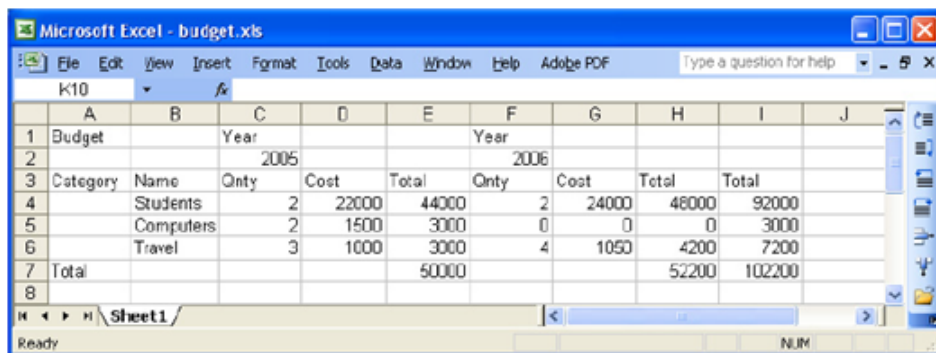 Microsoft Excel - budget.xls
File Edit View Insert Format Tools Data Window Help Adobe PDF Type a question for help
K10 fx
A B C D E F G H I J
1 Budget Year Year
2 2005 2006
3 Category Name Qnty Cost Total Qnty Cost Total Total
4 Students 2 22000 44000 2 24000 48000 92000
5 Computers 2 1500 3000 0 0 0 3000
6 Travel 3 1000 3000 4 1050 4200 7200
7 Total 50000 52200 102200
8
Sheet1
Ready NUM